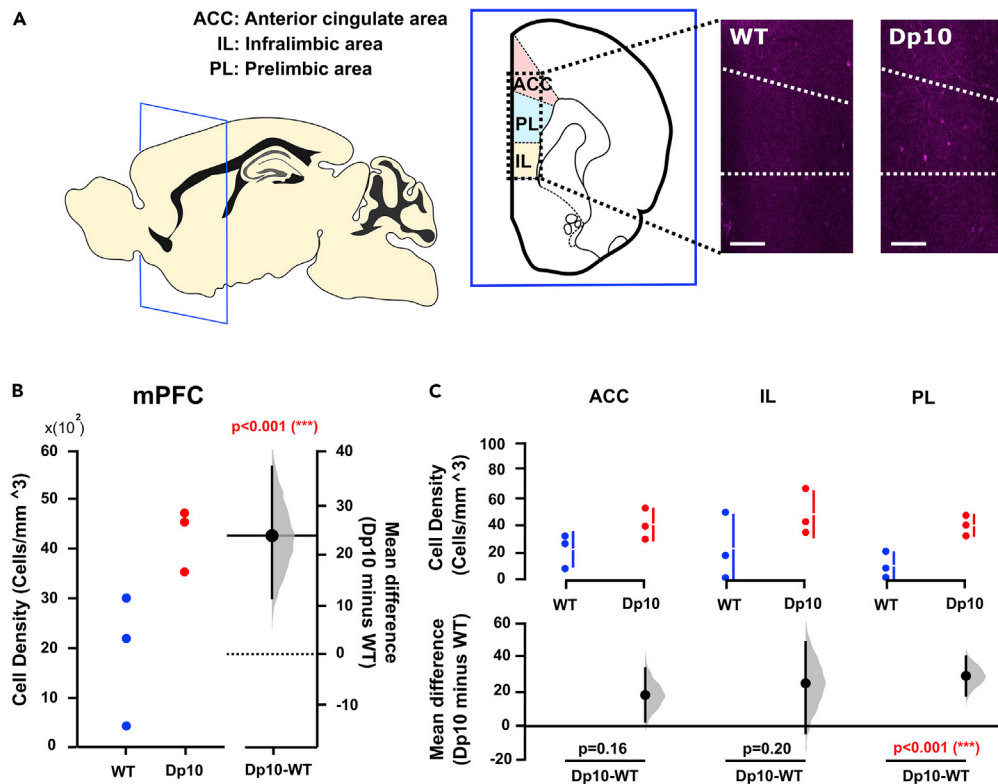 A
ACC: Anterior cingulate area
IL: Infralimbic area
PL: Prelimbic area
ACC
PL
IL
WT
Dp10
B
mPFC
x(10^2
p<0.001 (***)
Cell Density (Cells/mm ^3)
60
50
40
30
20
10
0
WT
Dp10
40
30
20
10
0
-10
Mean difference
(Dp10 minus WT)
Dp10-WT
C
ACC
IL
PL
Cell Density
(Cells/mm ^3)
100
80
60
40
20
0
WT
Dp10
WT
Dp10
WT
Dp10
Mean difference
(Dp10 minus WT)
60
40
20
0
-20
p=0.16
p=0.20
p<0.001 (***)
Dp10-WT
Dp10-WT
Dp10-WT